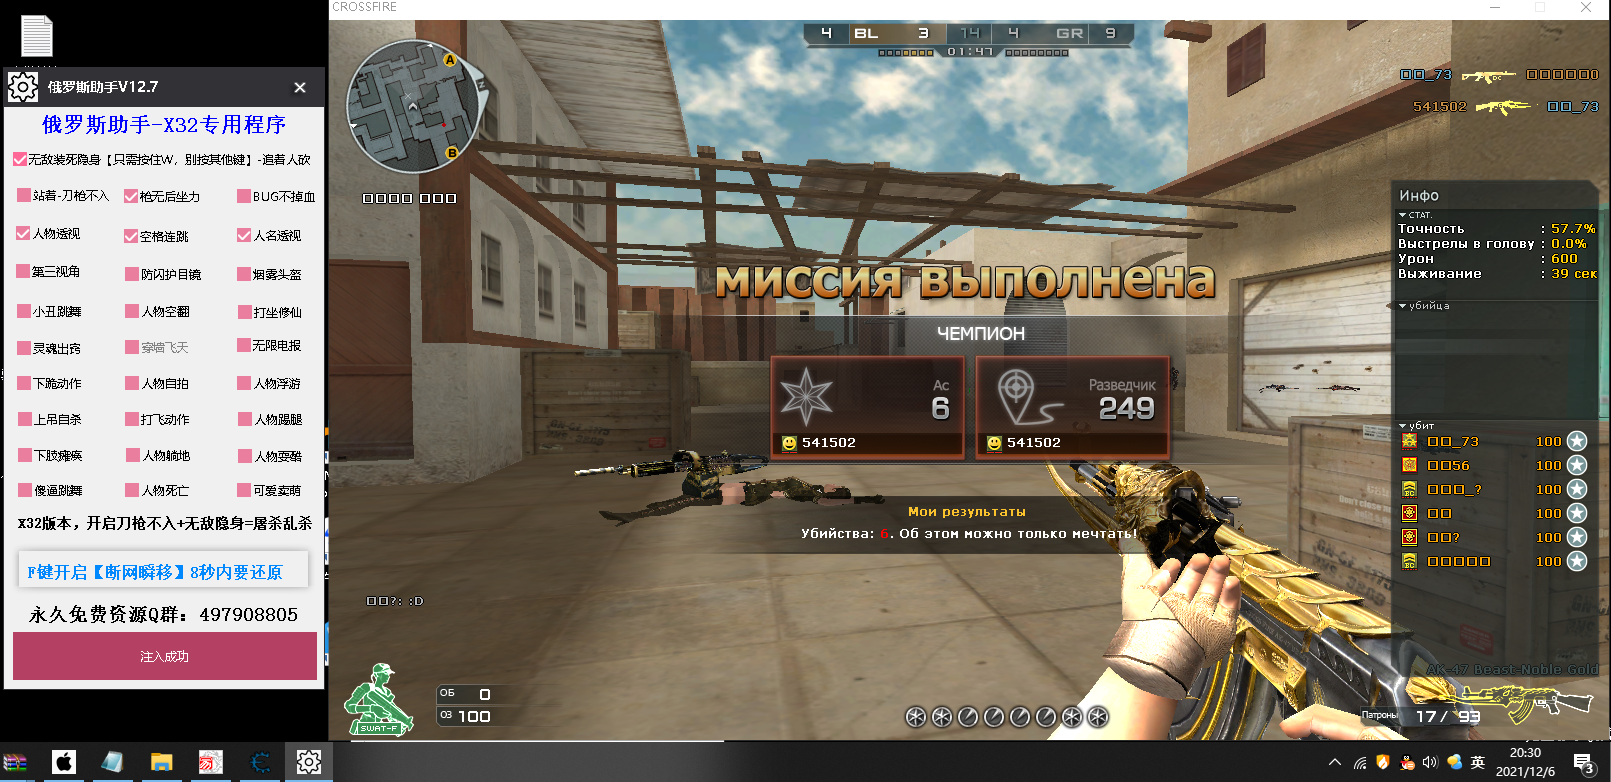 CROSSFIRE
俄罗斯助手V12.7
俄罗斯助手-X32专用程序
无敌装死隐身【只需按住W，别按其他键】-追着人砍
站着-刀枪不入 枪无后坐力 BUG不掉血
人物透视 空格连跳 人名透视
第三视角 防闪护目镜 烟雾头盔
小丑跳舞 人物空翻 打坐修仙
灵魂出窍 穿墙飞天 无限电报
下跪动作 人物自拍 人物浮游
上吊自杀 打飞动作 人物踢腿
下肢瘫痪 人物躺地 人物耍酷
傻逼跳舞 人物死亡 可爱卖萌
X32版本，开启刀枪不入+无敌隐身=屠杀乱杀
F键开启【断网瞬移】8秒内要还原
永久免费资源Q群：497908805
注入成功
4 BL 3 14 4 GR 9
01:47
A
Z
B
_73
541502 _73
Инфо
СТАТ.
Точность : 57.7%
Выстрелы в голову : 0.0%
Урон : 600
Выживание : 39 сек
убийца
убит
_73 100
56 100
_? 100
100
? 100
100
миссия выполнена
ЧЕМПИОН
Ас
6
541502
Разведчик
249
541502
Мои результаты
Убийства: 6. Об этом можно только мечтать!
?: :D
SWAT-F
ОБ 0
ОЗ 100
AK-47 Beast-Noble Gold
Патроны 17 / 93
英
20:30
2021/12/6
3